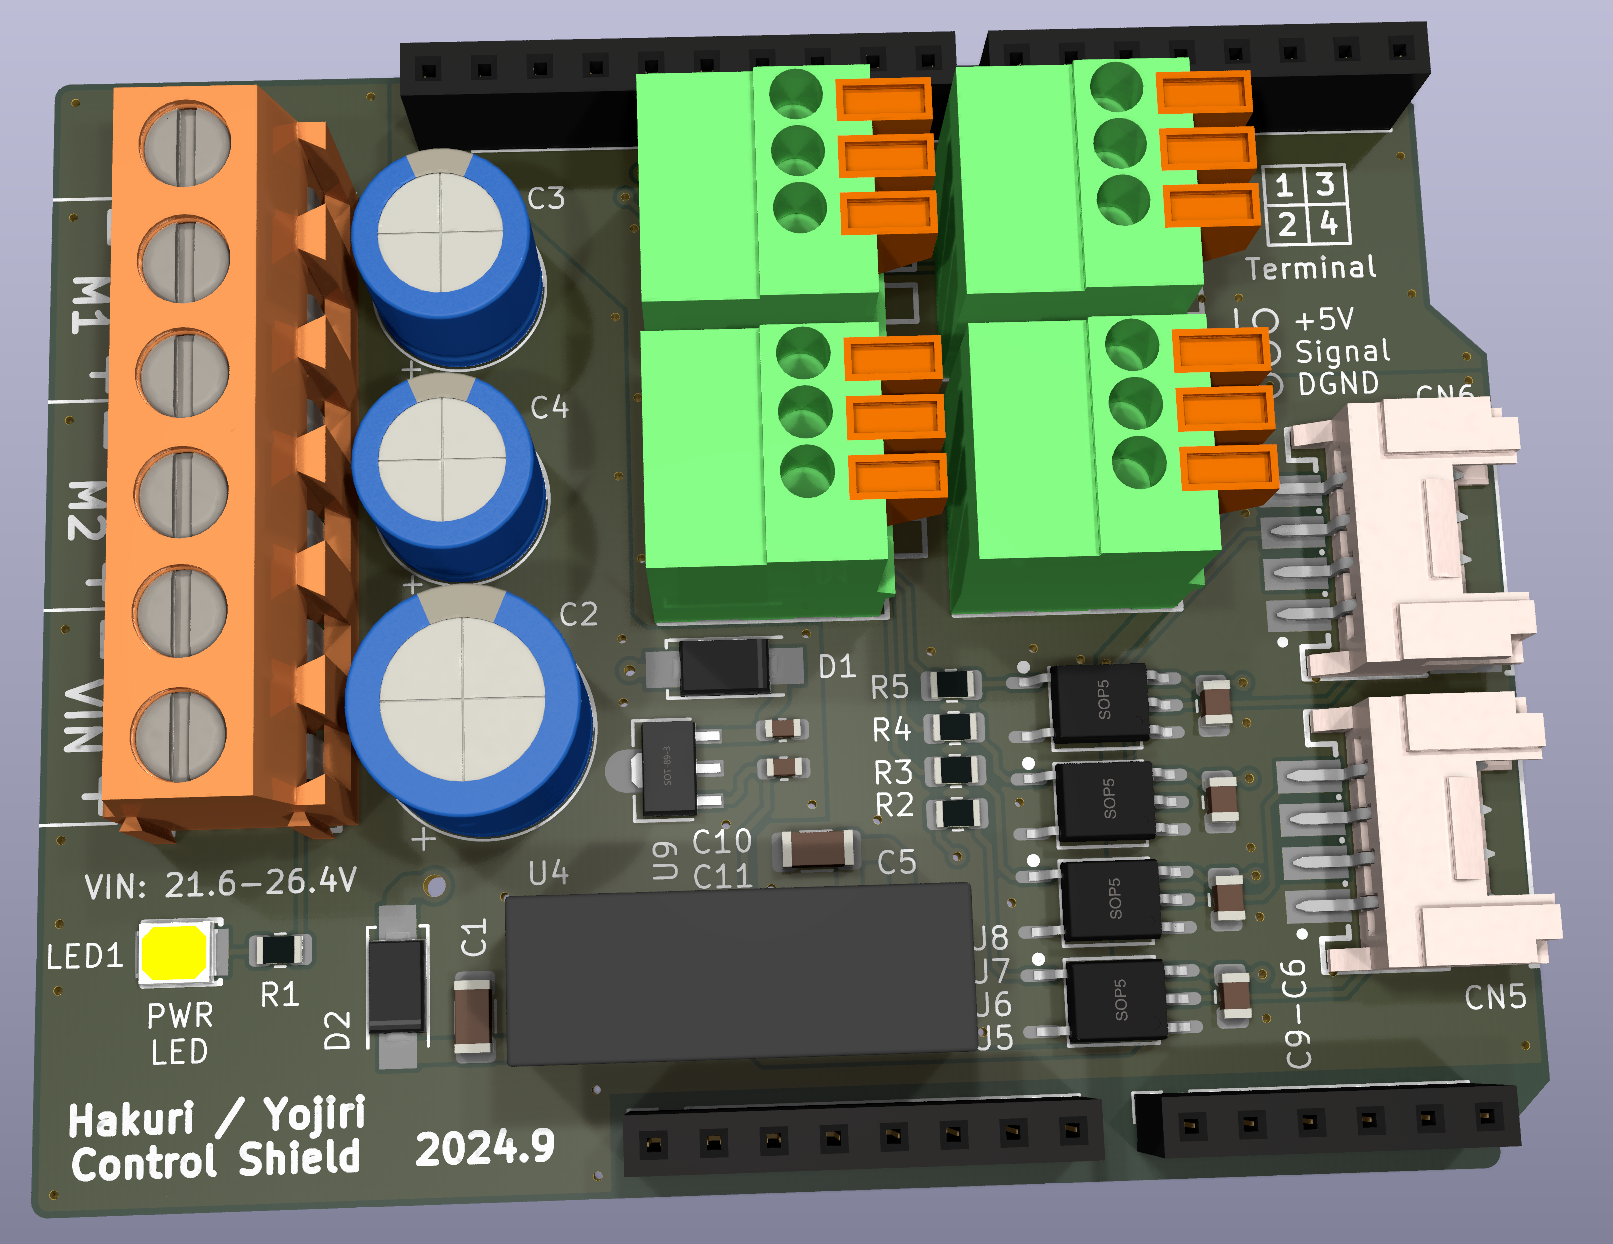 C3
1 3
2 4
Terminal
+5V
Signal
DGND
M1
+
C4
+
CN6
M2
+
+
C2
VIN
+
D1
R5
R4
R3
R2
SOP5
SOP5
SOP5
SOP5
SOT-89-3
+
U9
C10
C11
C5
U4
VIN: 21.6-26.4V
LED1
R1
PWR
LED
D2
C1
J8
J7
J6
J5
C9-C6
CN5
Hakuri / Yojiri
Control Shield
2024.9